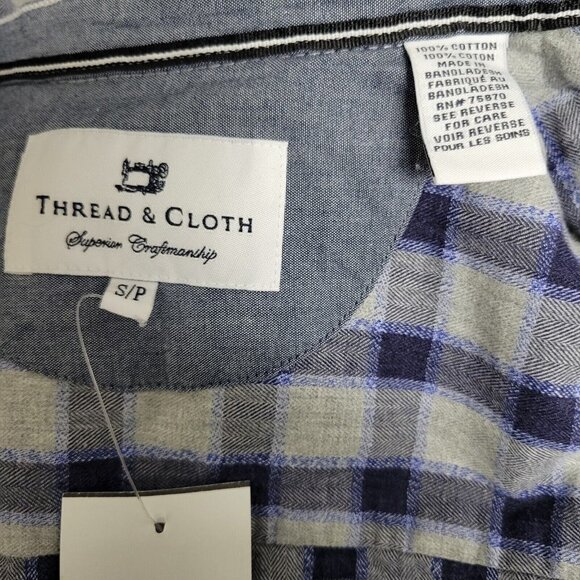 THREAD & CLOTH
Superior Craftmanthip
S/P
100% COTTON
100% COTON
MADE IN
BANGLADESH
FABRIQUÉ AU
BANGLADESH
RN# 75870
SEE REVERSE
FOR CARE
VOIR REVERSE
POUR LES SOINS